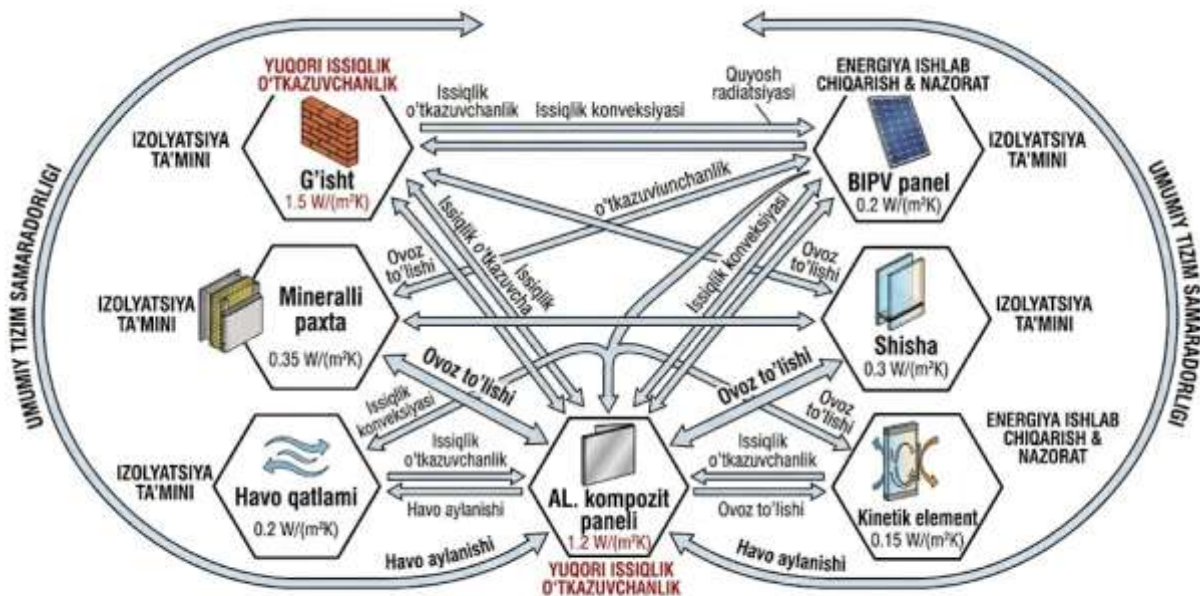 YUQORI ISSIQLIK
O'TKAZUVCHANLIK
ENERGIYA ISHLAB
CHIQARISH & NAZORAT
Issiqlik
o'tkazuvchanlik
Issiqlik konveksiyasi
Quyosh
radiatsiyasi
IZOLYATSIYA
TA'MINI
G'isht
1.5 W/(m²K)
BIPV panel
0.2 W/(m²K)
IZOLYATSIYA
TA'MINI
o'tkazuviunchanlik
Issiqlik o'tkazuvcha
Issiqlik
Issiqlik konveksiyasi
UMUMIY TIZIM SAMARADORLIGI
UMUMIY TIZIM SAMARADORLIGI
Ovoz
to'lishi
Ovoz
to'lishi
IZOLYATSIYA
TA'MINI
Mineralli
paxta
0.35 W/(m²K)
Shisha
0.3 W/(m²K)
IZOLYATSIYA
TA'MINI
Ovoz to'lishi
Ovoz to'lishi
Issiqlik
konveksiyasi
Ovoz
to'lishi
ENERGIYA ISHLAB
CHIQARISH &
NAZORAT
IZOLYATSIYA
TA'MINI
Havo qatlami
0.2 W/(m²K)
Issiqlik
o'tkazuvchanlik
Havo aylanishi
AL. kompozit
paneli
1.2 W/(m²K)
Issiqlik
o'tkazuvchanlik
Ovoz to'lishi
Kinetik element
0.15 W/(m²K)
Havo aylanishi
Havo aylanishi
YUQORI ISSIQLIK
O'TKAZUVCHANLIK